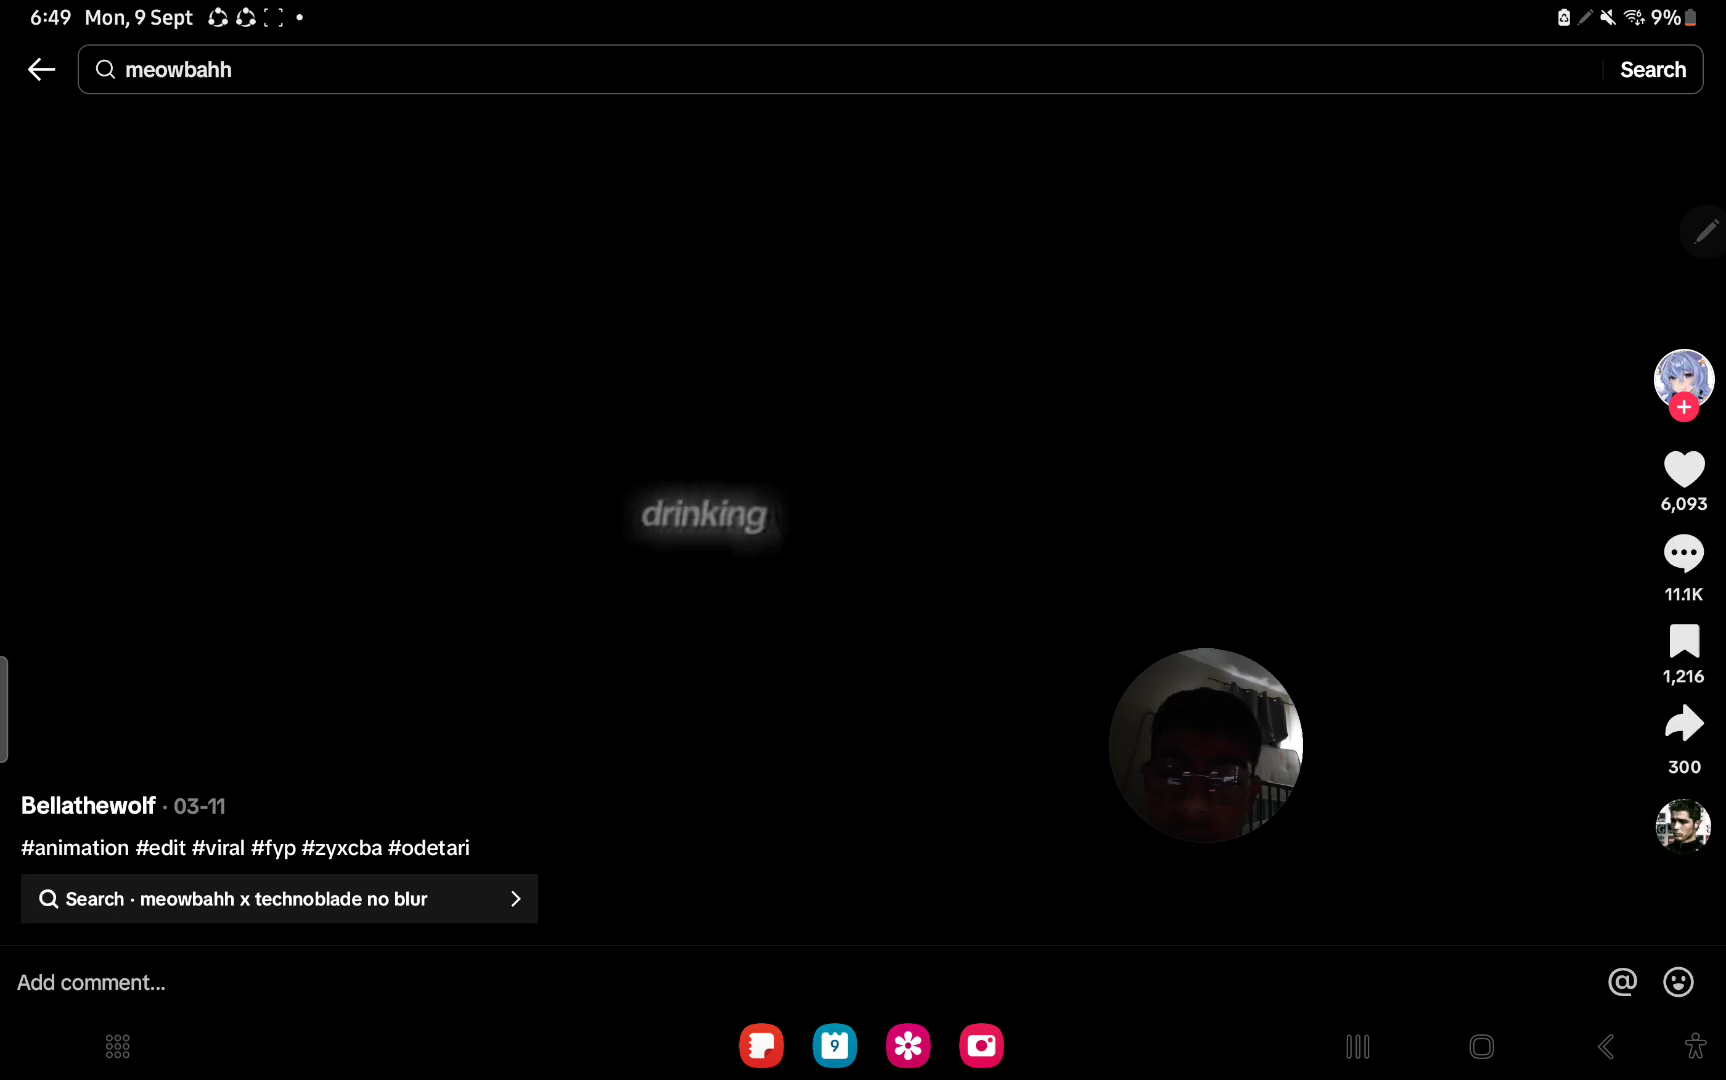 6:49 Mon, 9 Sept
9%
meowbahh
Search
drinking
6,093
11.1K
1,216
300
Bellathewolf · 03-11
#animation #edit #viral #fyp #zyxcba #odetari
Search · meowbahh x technoblade no blur
Add comment...
@
9